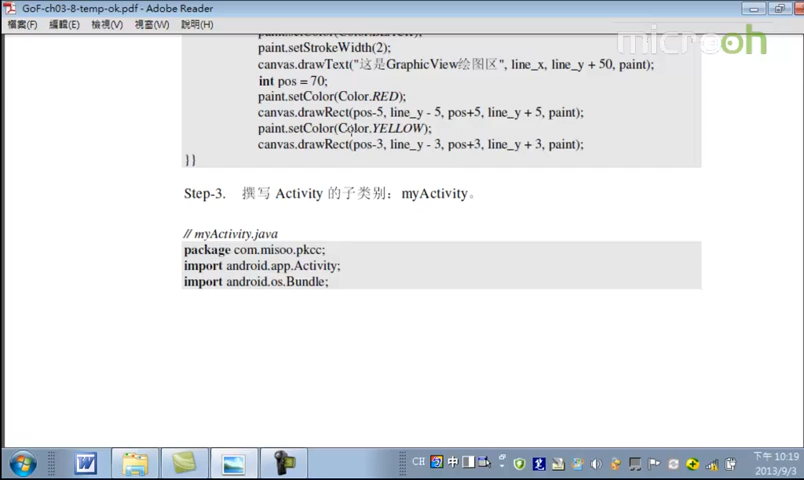 GoF-ch03-8-temp-ok.pdf - Adobe Reader
檔案(F) 編輯(E) 檢視(V) 視窗(W) 說明(H)
microoh
paint.setStrokeWidth(2);
canvas.drawText("这是GraphicView绘图区", line_x, line_y + 50, paint);
int pos = 70;
paint.setColor(Color.RED);
canvas.drawRect(pos-5, line_y - 5, pos+5, line_y + 5, paint);
paint.setColor(Color.YELLOW);
canvas.drawRect(pos-3, line_y - 3, pos+3, line_y + 3, paint);
}}
Step-3. 撰写 Activity 的子类别：myActivity。
// myActivity.java
package com.misoo.pkcc;
import android.app.Activity;
import android.os.Bundle;
CH 中
下午 10:19
2013/9/3